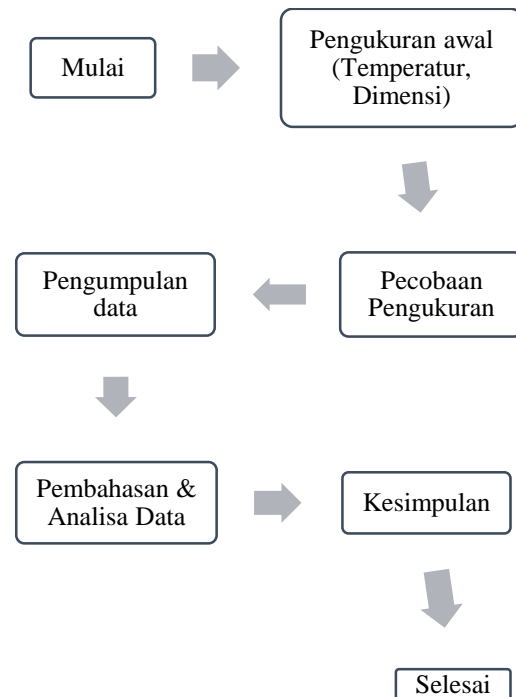 Mulai
Pengukuran awal
(Temperatur,
Dimensi)
Pecobaan
Pengukuran
Pengumpulan
data
Pembahasan &
Analisa Data
Kesimpulan
Selesai